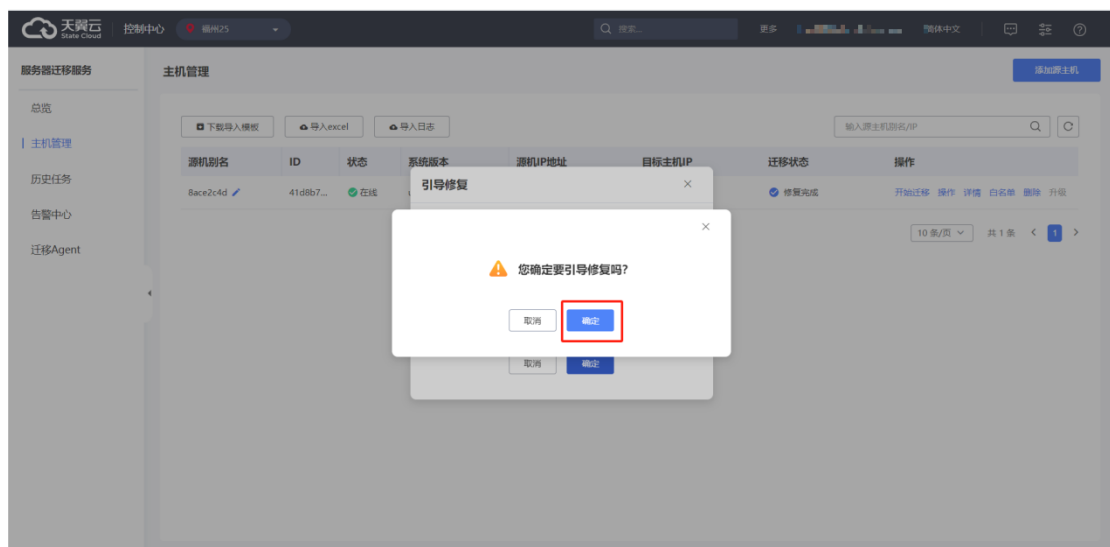 天翼云
State Cloud
控制中心
福州25
搜索...
更多
简体中文
服务器迁移服务
总览
主机管理
历史任务
告警中心
迁移Agent
主机管理
添加源主机
下载导入模板
导入excel
导入日志
输入源主机别名/IP
源机别名 ID 状态 系统版本 源机IP地址 目标主机IP 迁移状态 操作
8ace2c4d 41d8b7... 在线 修复完成 开始迁移 操作 详情 白名单 删除 升级
10 条/页 共 1 条 1
引导修复
您确定要引导修复吗?
取消 确定
取消 确定